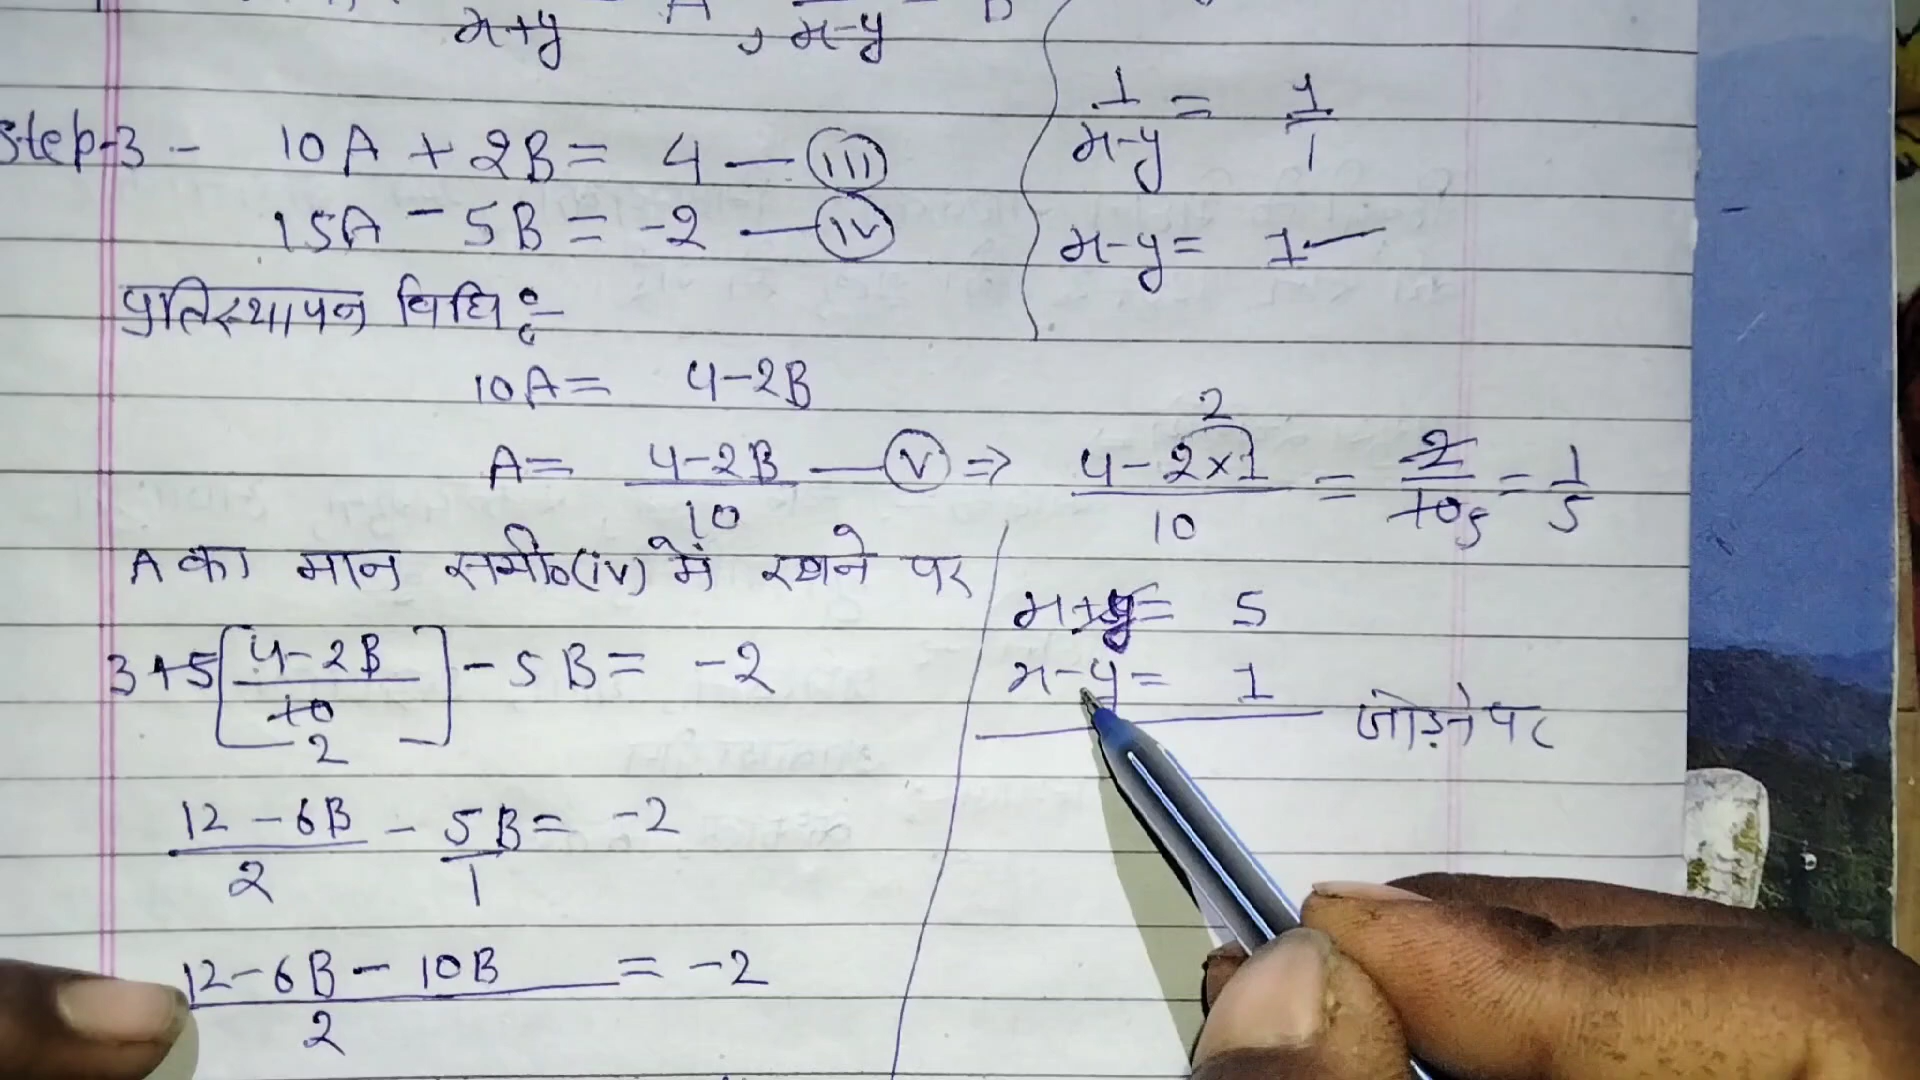 x+y = A, x-y = B
Step-3 - 10A + 2B = 4 — (III)
15A - 5B = -2 — (IV)
प्रतिस्थापन विधि :-
10A = 4-2B
A = 4-2B/10 — (V) => 4-2x1/10 = 2/10 = 1/5
2
5
A का मान समी०(iv) में रखने पर
3 15[4-2B/10] - 5B = -2
2
12-6B/2 - 5B/1 = -2
12-6B-10B/2 = -2
1/x-y = 1/1
x-y = 1
x+y = 5
x-y = 1
जोड़ने पर